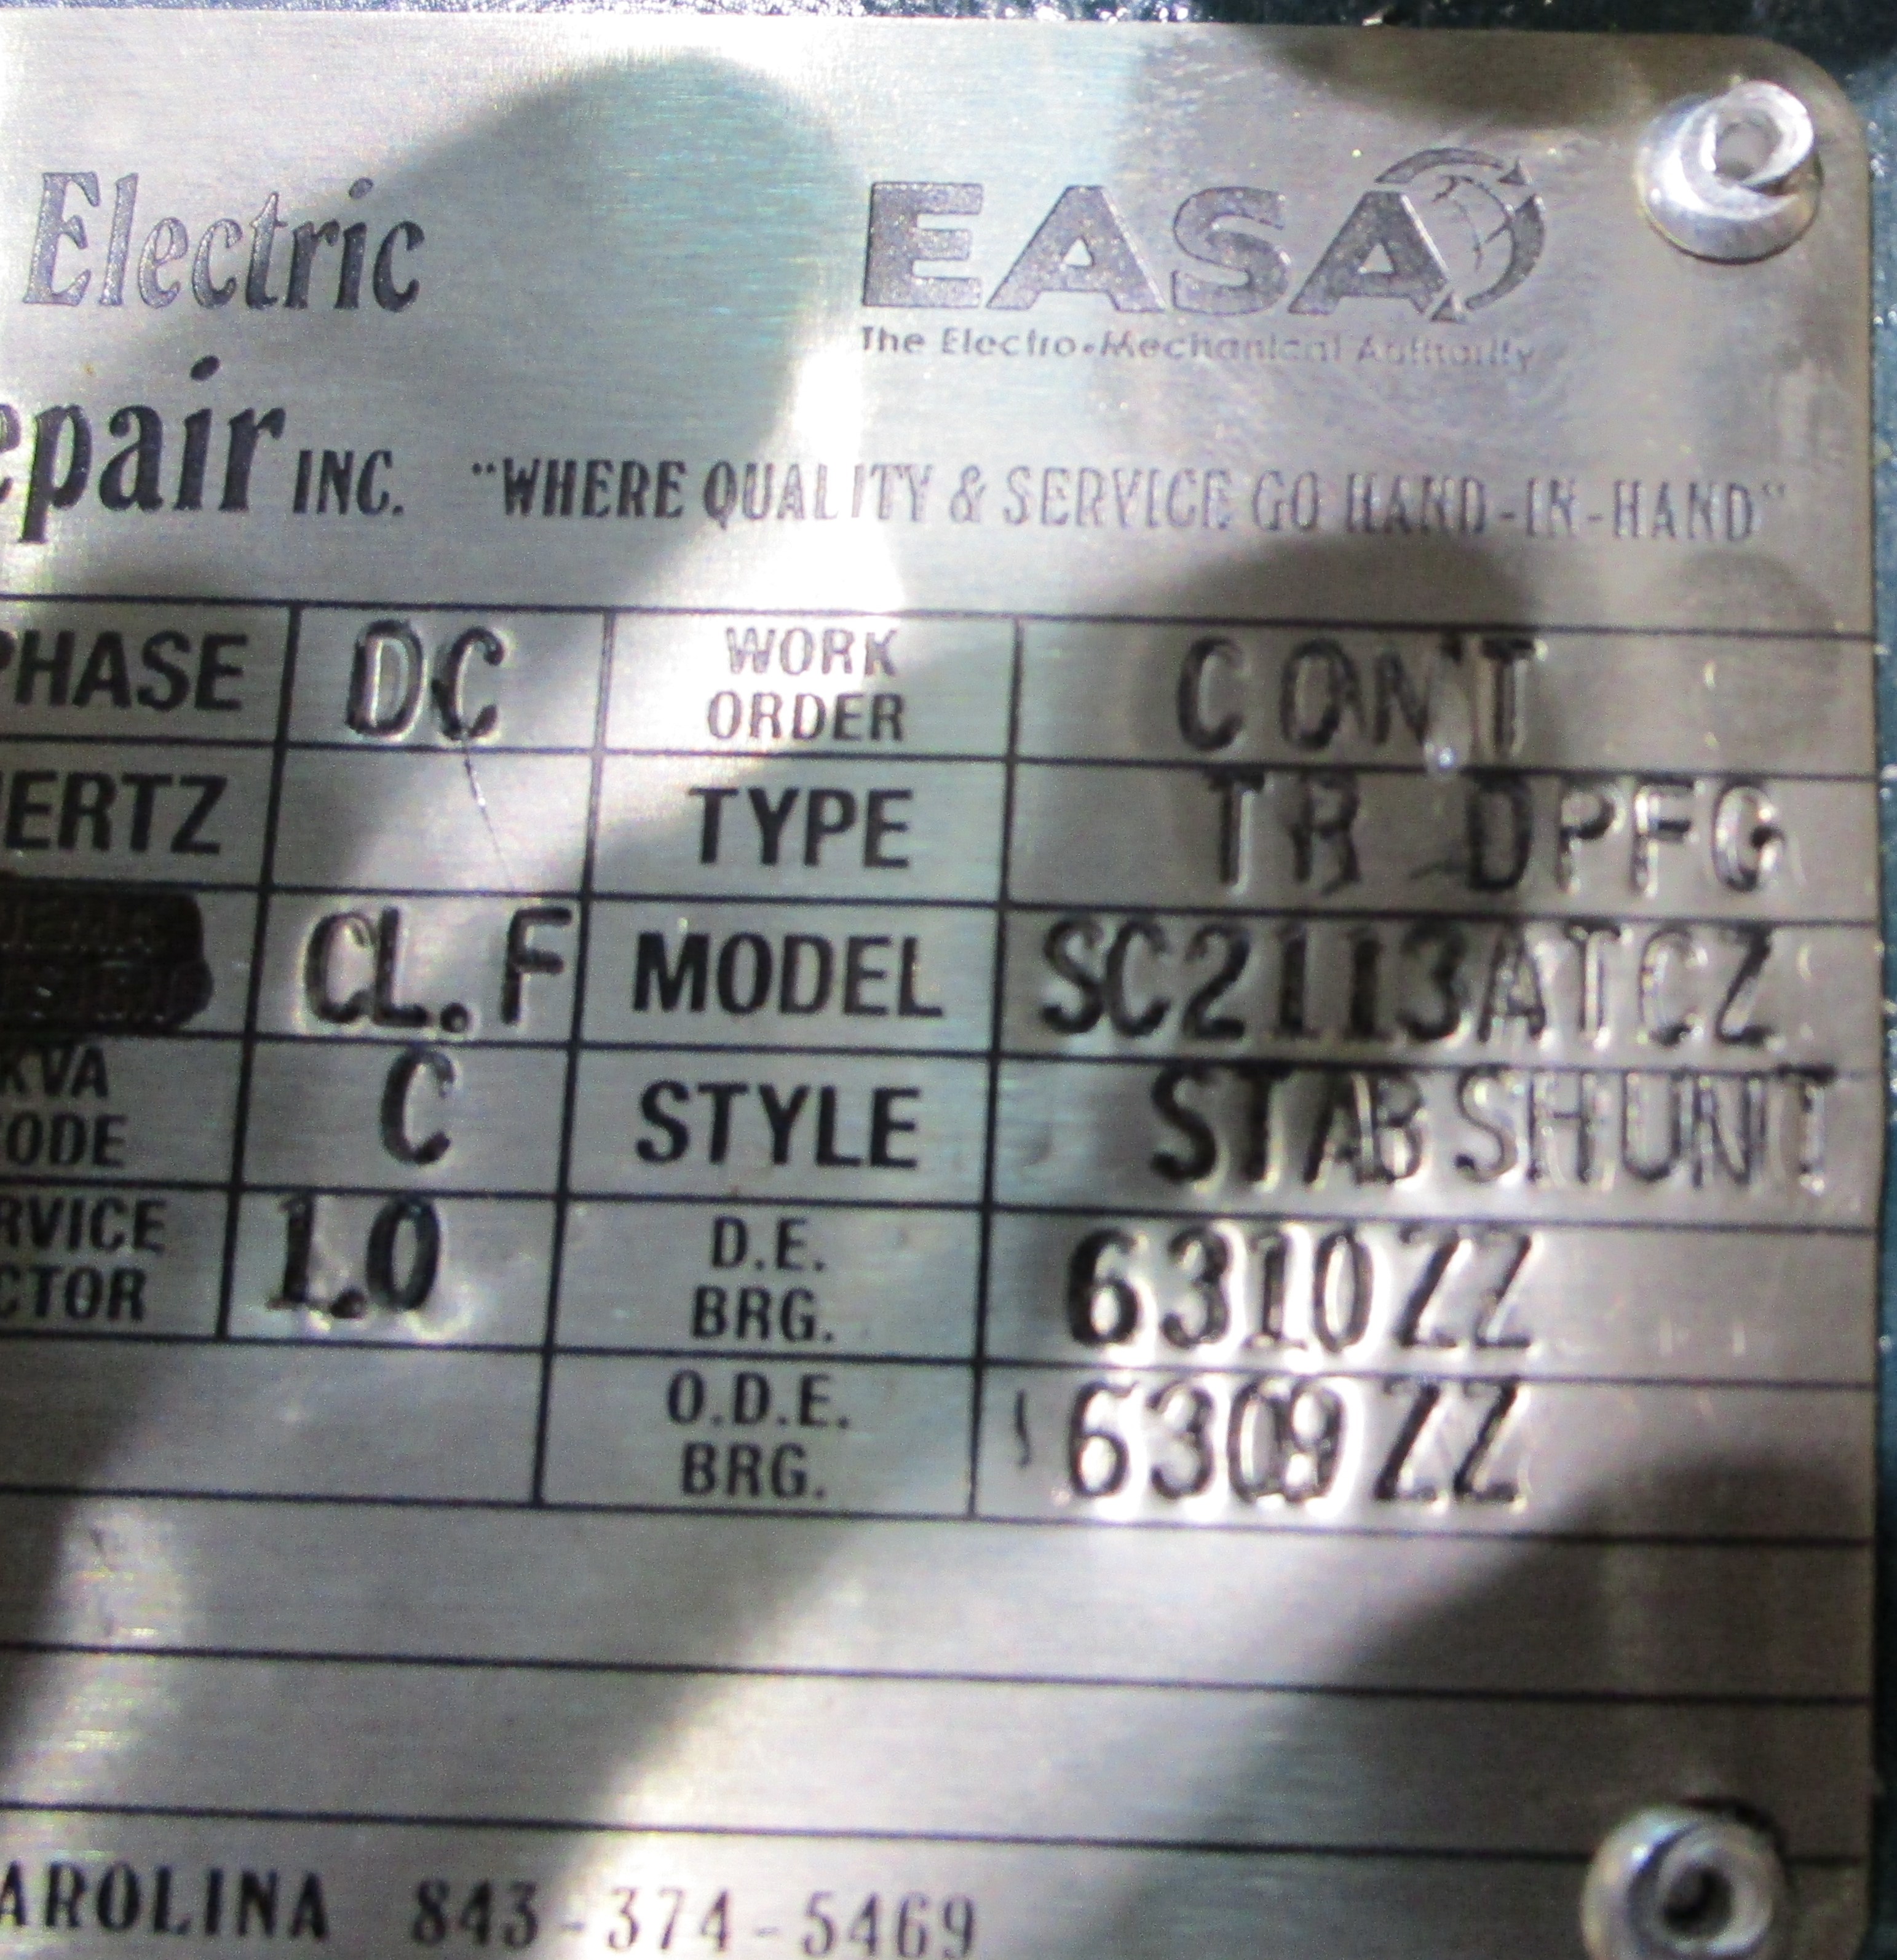 Electric
EASA
The Electro•Mechanical Authority
epair INC. "WHERE QUALITY & SERVICE GO HAND-IN-HAND"
PHASE DC WORK ORDER CON'T
ERTZ TYPE TR DPFG
CL.F MODEL SC2113ATCZ
KVA ODE C STYLE STAB SHUNT
RVICE CTOR 1.0 D.E. BRG. 6310ZZ
O.D.E. BRG. 6309ZZ
AROLINA 843-374-5469